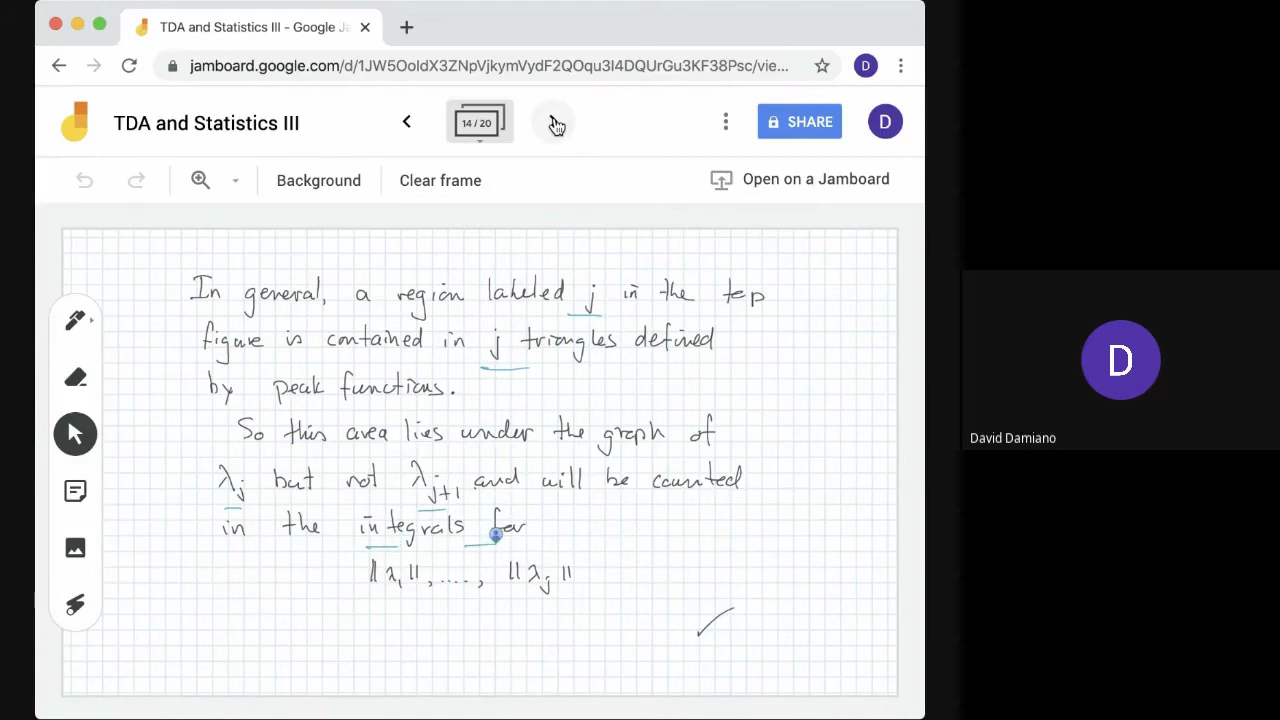 TDA and Statistics III - Google Ja
jamboard.google.com/d/1JW5OoldX3ZNpVjkymVydF2QOqu3I4DQUrGu3KF38Psc/vie...
D
TDA and Statistics III
14 / 20
SHARE
D
Background
Clear frame
Open on a Jamboard
In general, a region labeled j in the top
figure is contained in j triangles defined
by peak functions.
So this area lies under the graph of
λj but not λj+1 and will be counted
in the integrals for
‖λ₁‖, ...., ‖λj‖
D
David Damiano